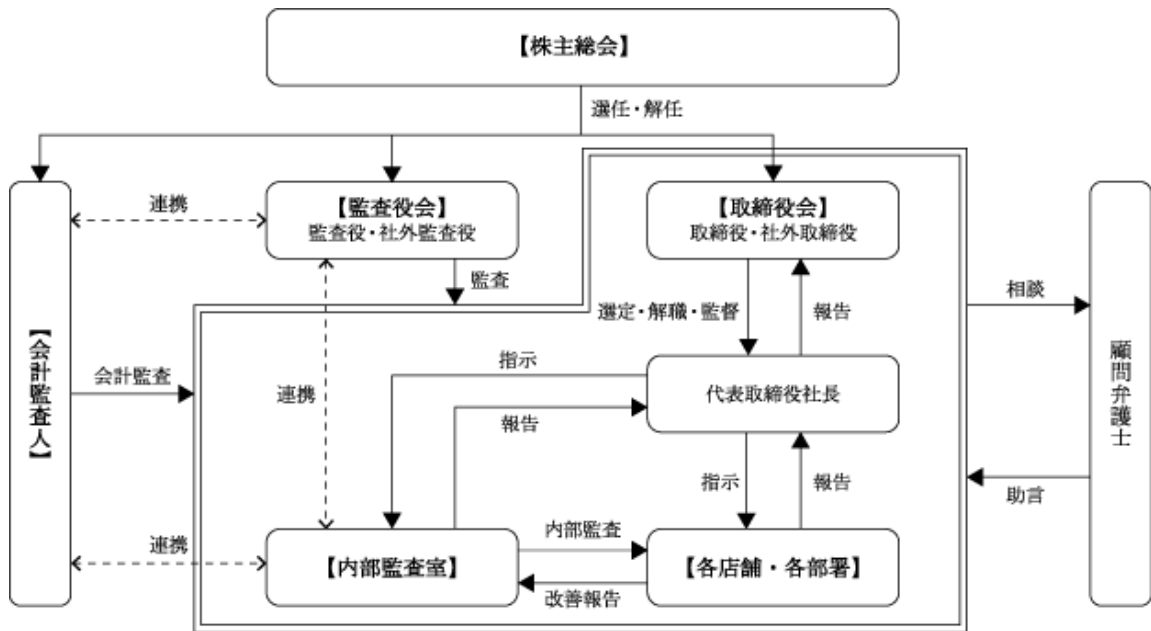 【株主総会】
選任・解任
連携
【監査役会】
監査役・社外監査役
【取締役会】
取締役・社外取締役
監査
選定・解職・監督
報告
相談
【会計監査人】
会計監査
連携
指示
報告
代表取締役社長
顧問弁護士
指示
報告
助言
連携
【内部監査室】
内部監査
改善報告
【各店舗・各部署】